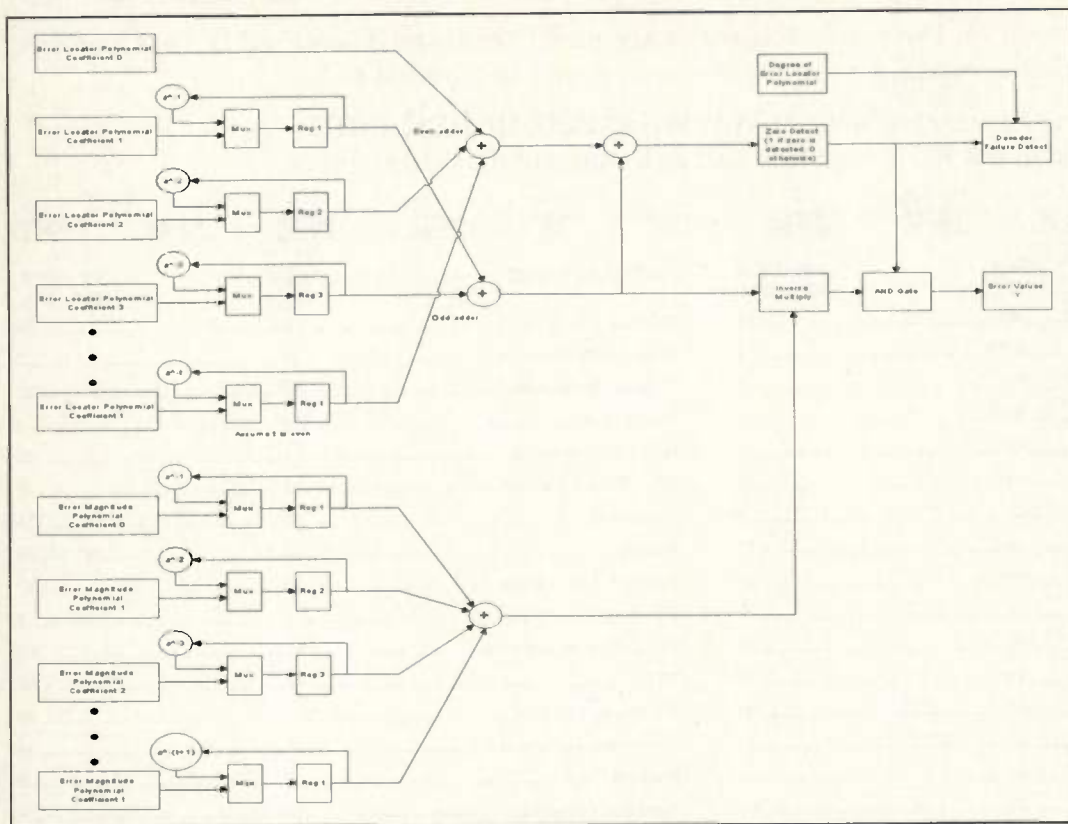 Error Locator Polynomial
Coefficient 0
Degree of
Error Locator
Polynomial
a^-1
Error Locator Polynomial
Coefficient 1
Mux
Reg 1
Even adder
+
+
Zero Detect
(1 if zero is
detected, 0
otherwise)
Decoder
Failure Detect
a^-2
Error Locator Polynomial
Coefficient 2
Mux
Reg 2
a^-3
Error Locator Polynomial
Coefficient 3
Mux
Reg 3
+
Odd adder
Inverse
Multiply
AND Gate
Error Values
Y
a^-t
Error Locator Polynomial
Coefficient t
Mux
Reg t
Assume t is even
a^-1
Error Magnitude
Polynomial
Coefficient 0
Mux
Reg 1
a^-2
Error Magnitude
Polynomial
Coefficient 1
Mux
Reg 2
+
a^-3
Error Magnitude
Polynomial
Coefficient 2
Mux
Reg 3
a^-(t+1)
Error Magnitude
Polynomial
Coefficient t
Mux
Reg t